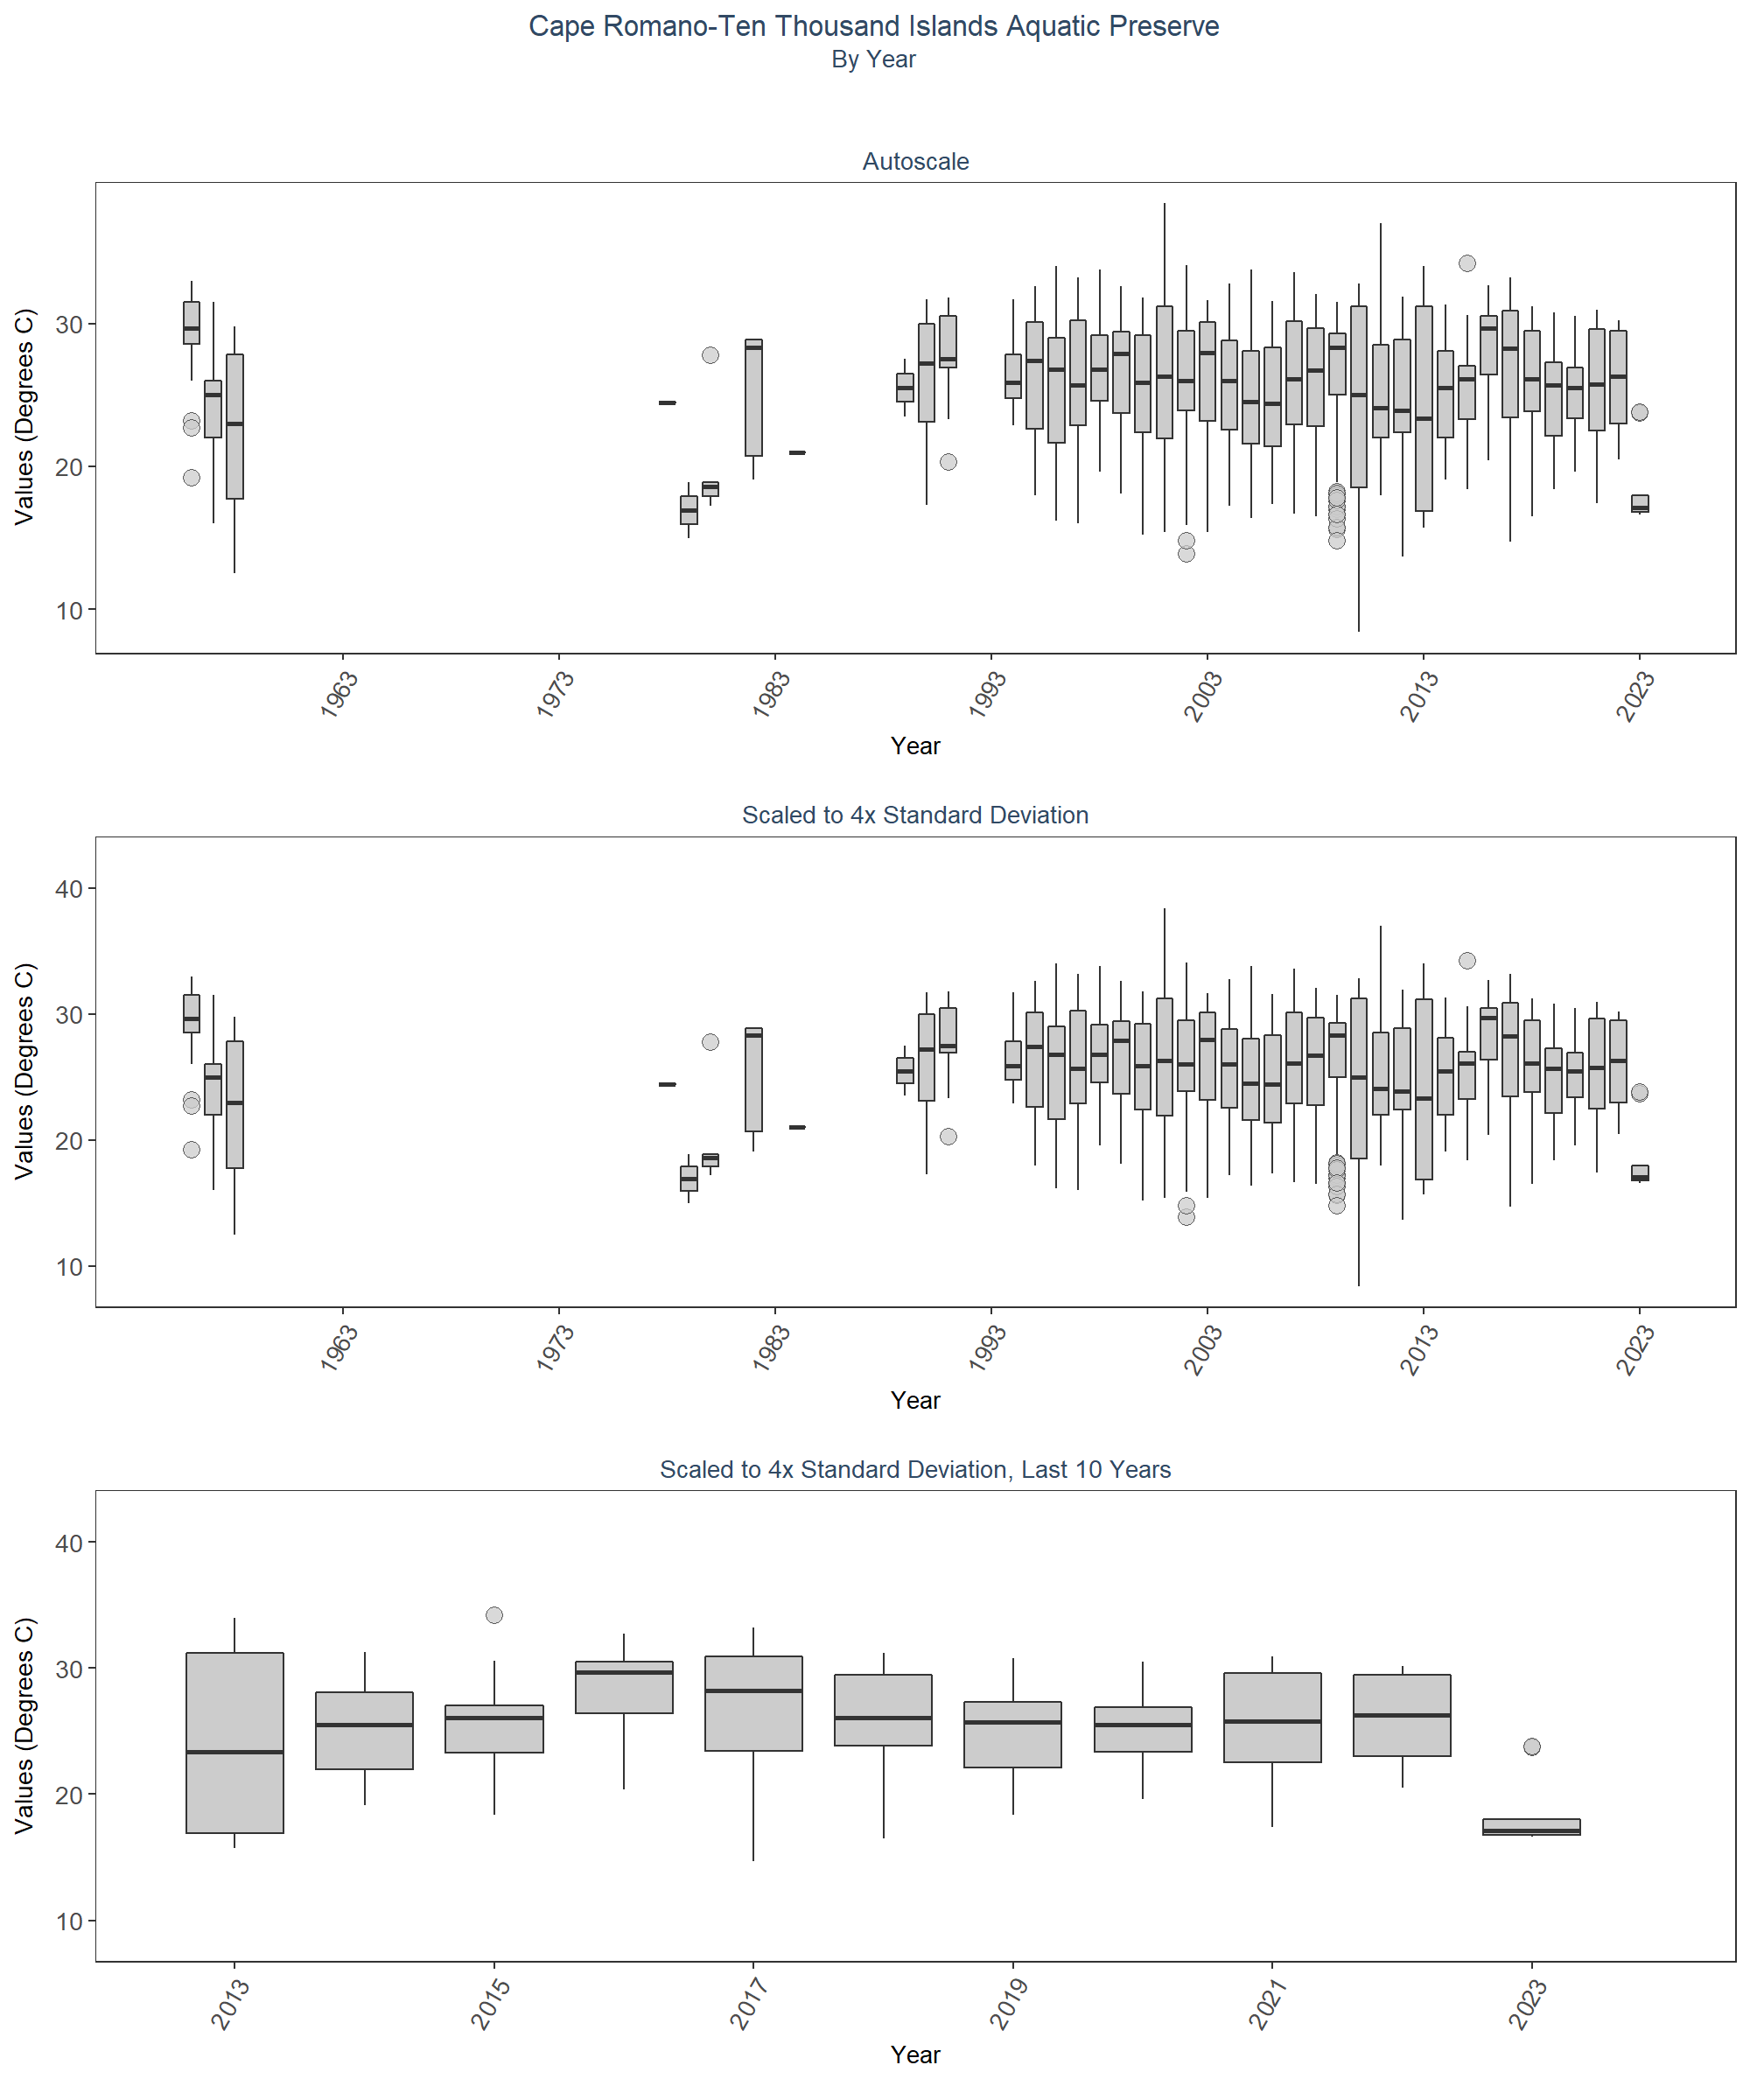 Cape Romano-Ten Thousand Islands Aquatic Preserve
By Year
Autoscale
Values (Degrees C)
30
20
10
1963
1973
1983
1993
2003
2013
2023
Year
Scaled to 4x Standard Deviation
Values (Degrees C)
40
30
20
10
1963
1973
1983
1993
2003
2013
2023
Year
Scaled to 4x Standard Deviation, Last 10 Years
Values (Degrees C)
40
30
20
10
2013
2015
2017
2019
2021
2023
Year